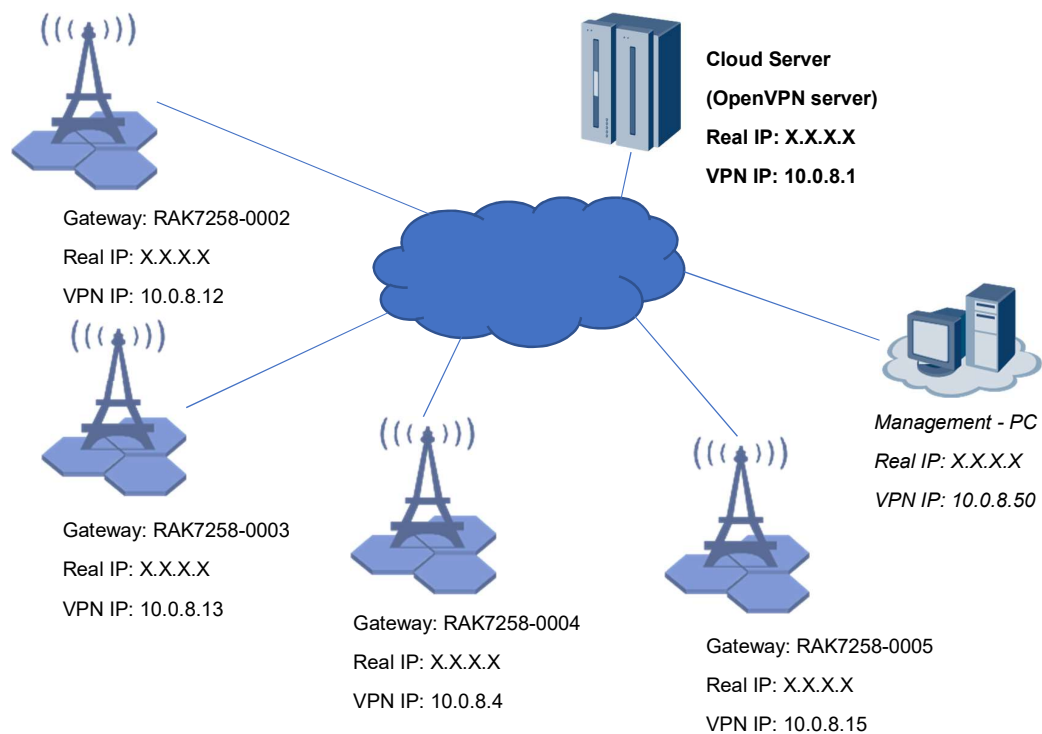 Cloud Server
(OpenVPN server)
Real IP: X.X.X.X
VPN IP: 10.0.8.1
Gateway: RAK7258-0002
Real IP: X.X.X.X
VPN IP: 10.0.8.12
Management - PC
Real IP: X.X.X.X
VPN IP: 10.0.8.50
Gateway: RAK7258-0003
Real IP: X.X.X.X
VPN IP: 10.0.8.13
Gateway: RAK7258-0004
Real IP: X.X.X.X
VPN IP: 10.0.8.4
Gateway: RAK7258-0005
Real IP: X.X.X.X
VPN IP: 10.0.8.15